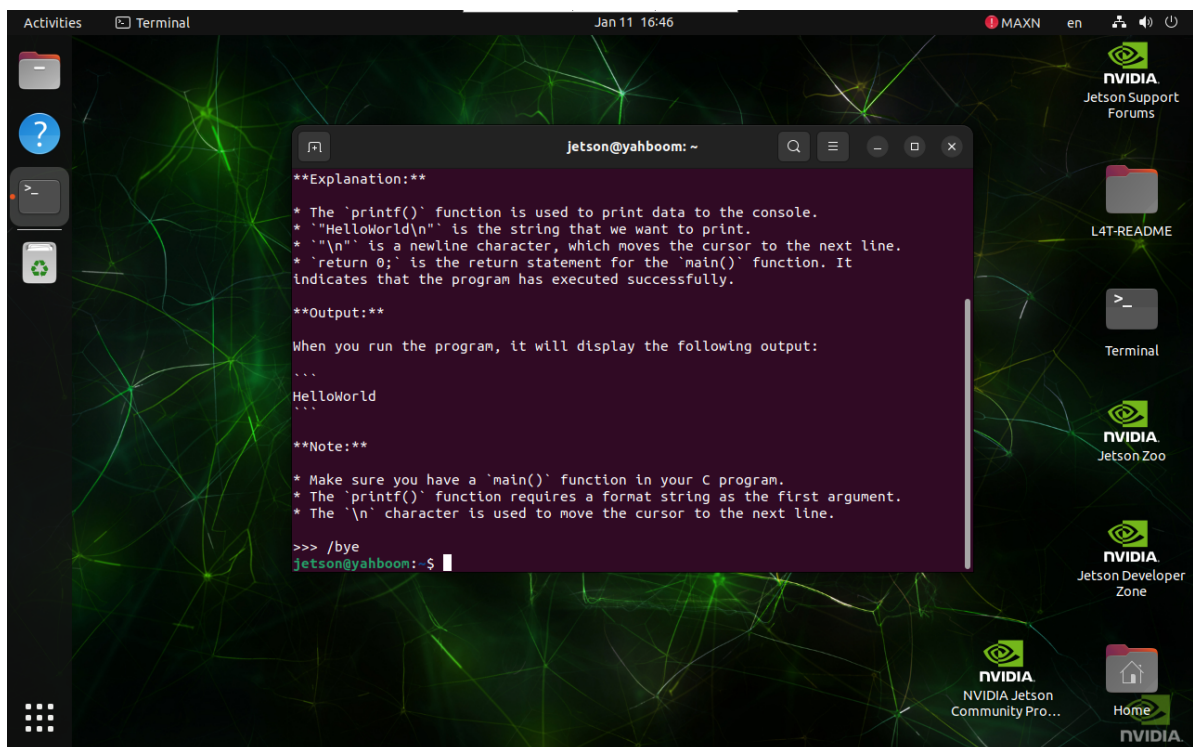 Activities
Terminal
Jan 11 16:46
MAXN
en
jetson@yahboom: ~
**Explanation:**
* The `printf()` function is used to print data to the console.
* `"HelloWorld\n"` is the string that we want to print.
* `"\n"` is a newline character, which moves the cursor to the next line.
* `return 0;` is the return statement for the `main()` function. It
indicates that the program has executed successfully.
**Output:**
When you run the program, it will display the following output:
```
HelloWorld
```
**Note:**
* Make sure you have a `main()` function in your C program.
* The `printf()` function requires a format string as the first argument.
* The `\n` character is used to move the cursor to the next line.
>>> /bye
jetson@yahboom:~$
NVIDIA.
Jetson Support
Forums
L4T-README
>_
Terminal
NVIDIA.
Jetson Zoo
NVIDIA.
Jetson Developer
Zone
NVIDIA.
NVIDIA Jetson
Community Pro...
Home
NVIDIA.